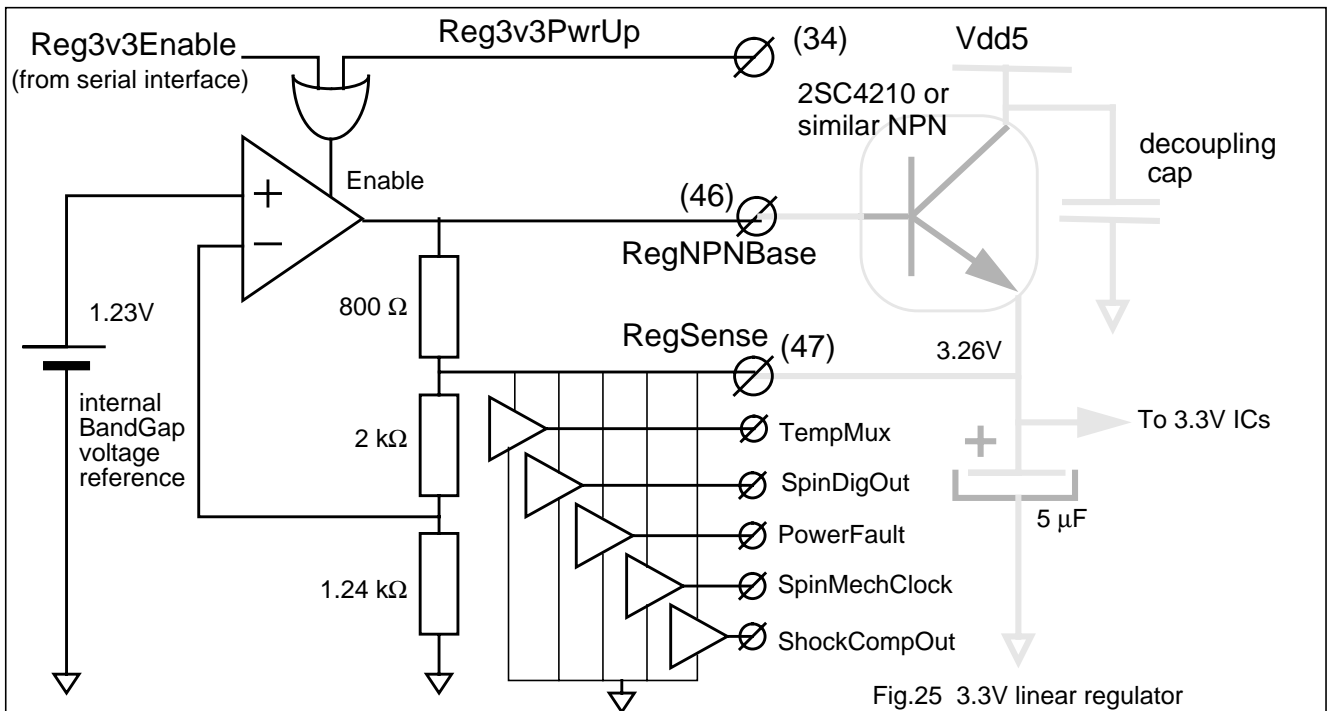 Reg3v3Enable
(from serial interface)
Reg3v3PwrUp
(34)
Vdd5
2SC4210 or
similar NPN
decoupling
cap
Enable
+
−
(46)
RegNPNBase
1.23V
800 Ω
RegSense
(47)
3.26V
internal
BandGap
voltage
reference
2 kΩ
TempMux
To 3.3V ICs
+
SpinDigOut
5 μF
PowerFault
1.24 kΩ
SpinMechClock
ShockCompOut
Fig.25 3.3V linear regulator